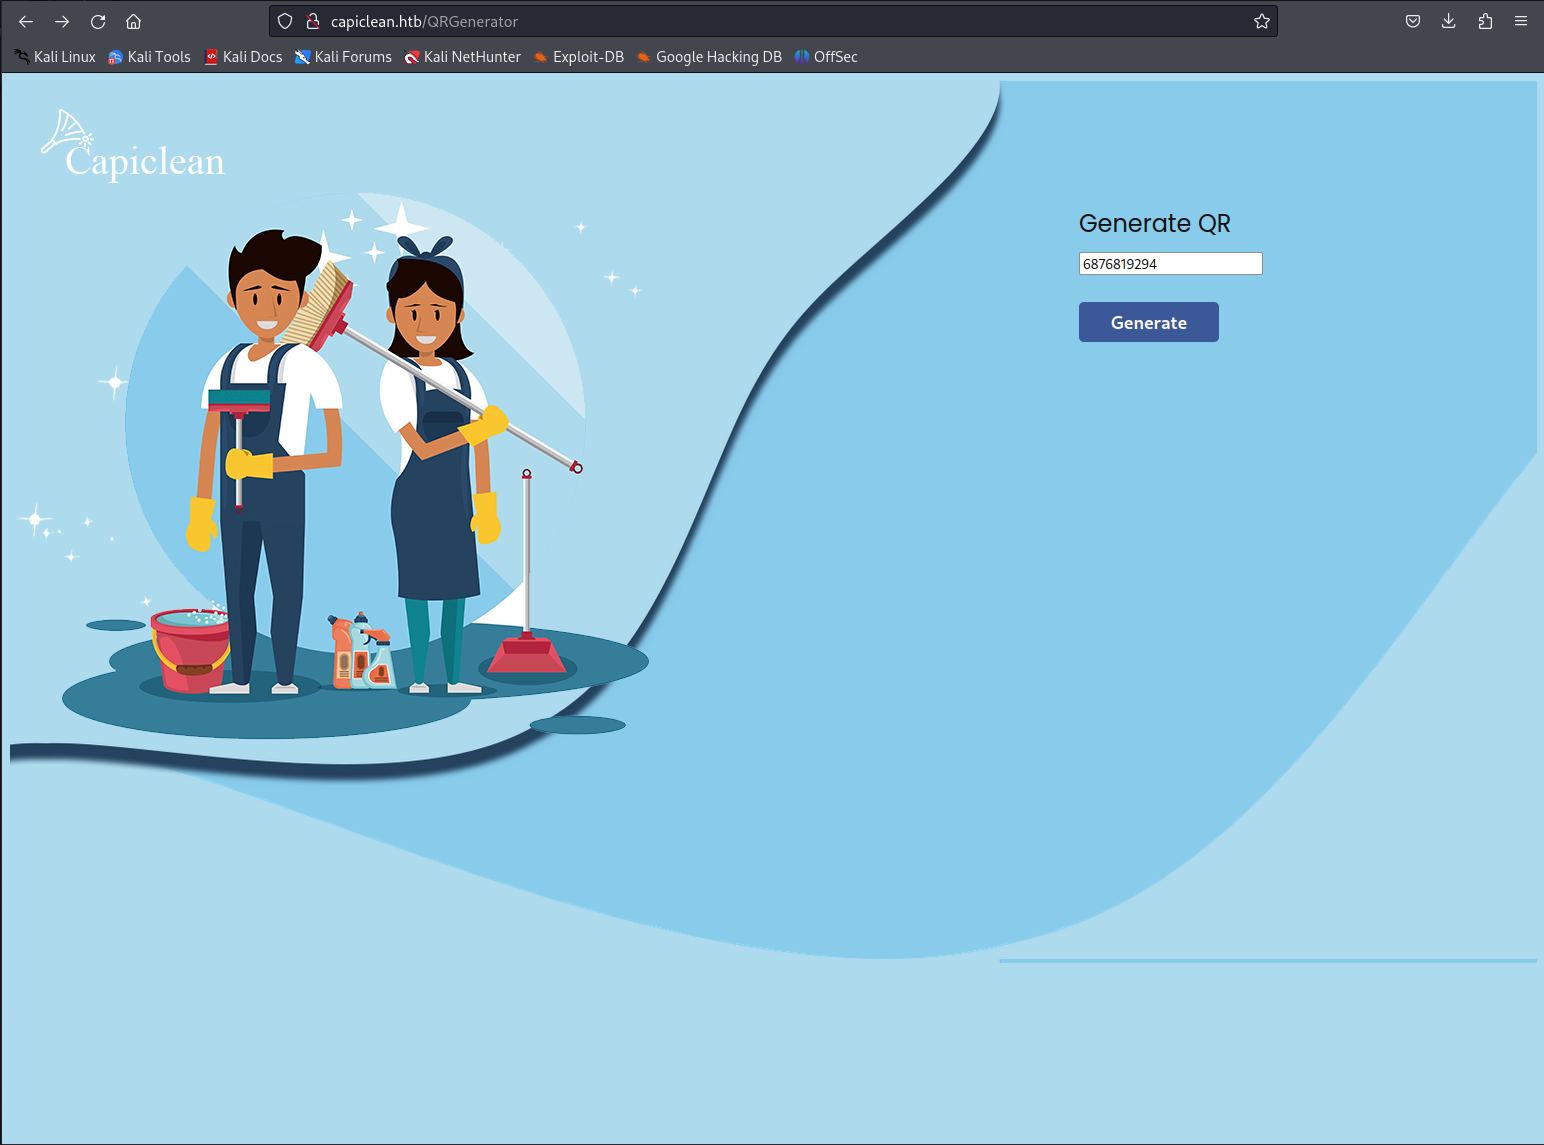 capiclean.htb/QRGenerator
Kali Linux Kali Tools Kali Docs Kali Forums Kali NetHunter Exploit-DB Google Hacking DB OffSec
Capiclean
Generate QR
6876819294
Generate